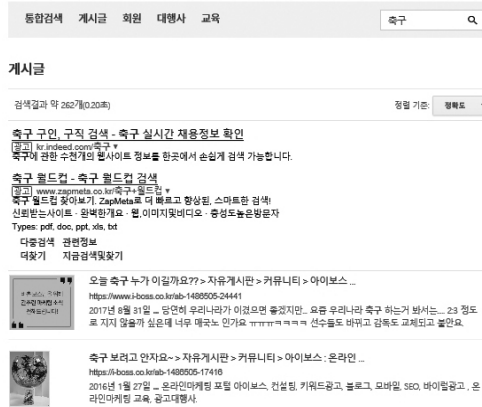 통합검색 게시글 회원 대행사 교육
축구
게시글
검색결과 약 262개(0.20초)
정렬 기준: 정확도
축구 구인, 구직 검색 - 축구 실시간 채용정보 확인
광고 kr.indeed.com/축구 ▼
축구에 관한 수천개의 웹사이트 정보를 한곳에서 손쉽게 검색 가능합니다.
축구 월드컵 - 축구 월드컵 검색
광고 www.zapmeta.co.kr/축구+월드컵 ▼
축구 월드컵 찾아보기. ZapMeta로 더 빠르고 향상된, 스마트한 검색!
신뢰받는사이트 · 완벽한개요 · 웹,이미지및비디오 · 충성도높은방문자
Types: pdf, doc, ppt, xls, txt
다중검색 관련정보
더찾기 지금검색및찾기
오늘 축구 누가 이길까요?? > 자유게시판 > 커뮤니티 > 아이보스 ...
https://www.i-boss.co.kr/ab-1486505-24441
2017년 8월 31일 ... 당연히 우리나라가 이겼으면 좋겠지만... 요즘 우리나라 축구 하는거 봐서는.... 2:3 정도
로 지지 않을까 싶은데 너무 매국노 인가요 ㅠㅠㅠㅋㅋㅋㅋ 선수들도 바뀌고 감독도 교체되고 불안요.
축구 보려고 안자요~ > 자유게시판 > 커뮤니티 > 아이보스 : 온라인 ...
https://i-boss.co.kr/ab-1486505-17416
2016년 1월 27일 ... 온라인마케팅 포털 아이보스, 컨설팅, 키워드광고, 블로그, 모바일, SEO, 바이럴광고 , 온
라인마케팅 교육, 광고대행사.